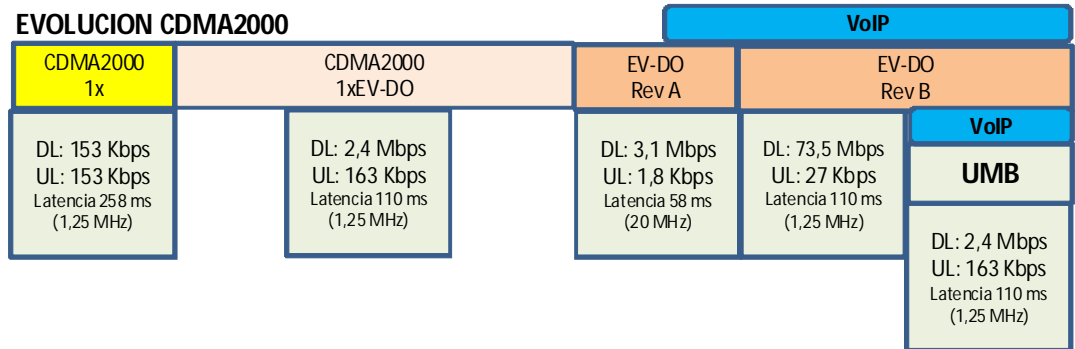 EVOLUCION CDMA2000
VoIP
CDMA2000
1x
CDMA2000
1xEV-DO
EV-DO
Rev A
EV-DO
Rev B
DL: 153 Kbps
UL: 153 Kbps
Latencia 258 ms
(1,25 MHz)
DL: 2,4 Mbps
UL: 163 Kbps
Latencia 110 ms
(1,25 MHz)
DL: 3,1 Mbps
UL: 1,8 Kbps
Latencia 58 ms
(20 MHz)
DL: 73,5 Mbps
UL: 27 Kbps
Latencia 110 ms
(1,25 MHz)
VoIP
UMB
DL: 2,4 Mbps
UL: 163 Kbps
Latencia 110 ms
(1,25 MHz)